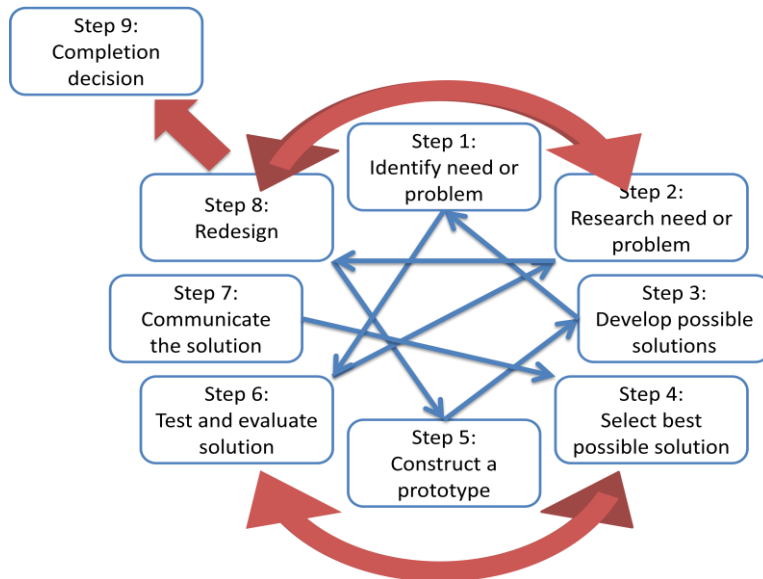 Step 9:
Completion
decision
Step 1:
Identify need or
problem
Step 2:
Research need or
problem
Step 3:
Develop possible
solutions
Step 4:
Select best
possible solution
Step 5:
Construct a
prototype
Step 6:
Test and evaluate
solution
Step 7:
Communicate
the solution
Step 8:
Redesign